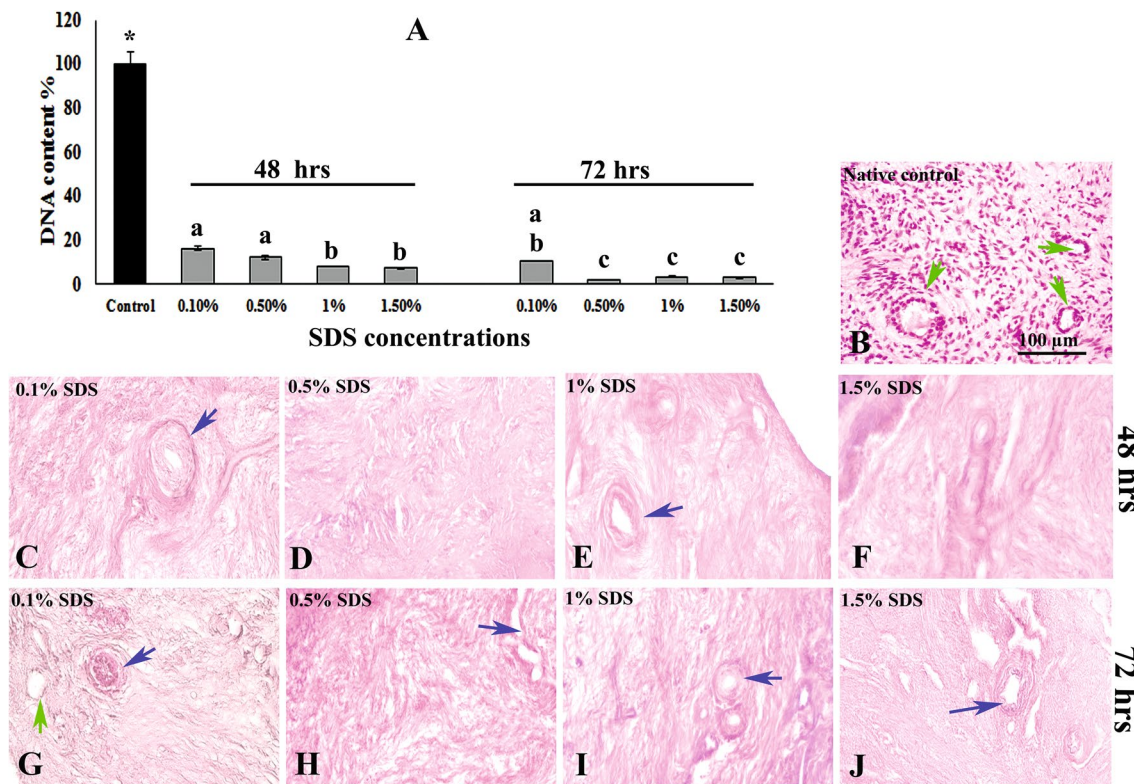 A
DNA content %
120
100
80
60
40
20
0
*
48 hrs
72 hrs
a
a
b
b
a
b
c
c
c
Control
0.10%
0.50%
1%
1.50%
0.10%
0.50%
1%
1.50%
SDS concentrations
Native control
B
100 µm
0.1% SDS
C
0.5% SDS
D
1% SDS
E
1.5% SDS
F
48 hrs
0.1% SDS
G
0.5% SDS
H
1% SDS
I
1.5% SDS
J
72 hrs